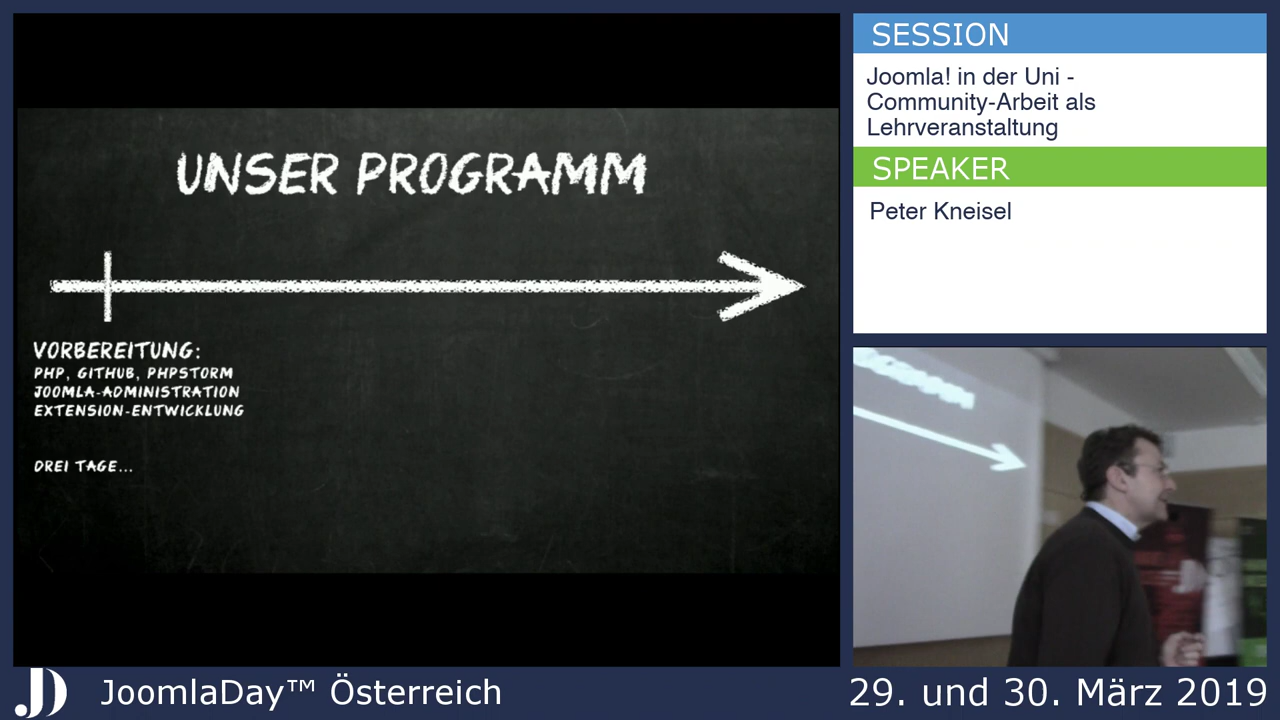 UNSER PROGRAMM
VORBEREITUNG:
PHP, GITHUB, PHPSTORM
JOOMLA-ADMINISTRATION
EXTENSION-ENTWICKLUNG
DREI TAGE...
SESSION
Joomla! in der Uni -
Community-Arbeit als
Lehrveranstaltung
SPEAKER
Peter Kneisel
JD JoomlaDay™ Österreich
29. und 30. März 2019